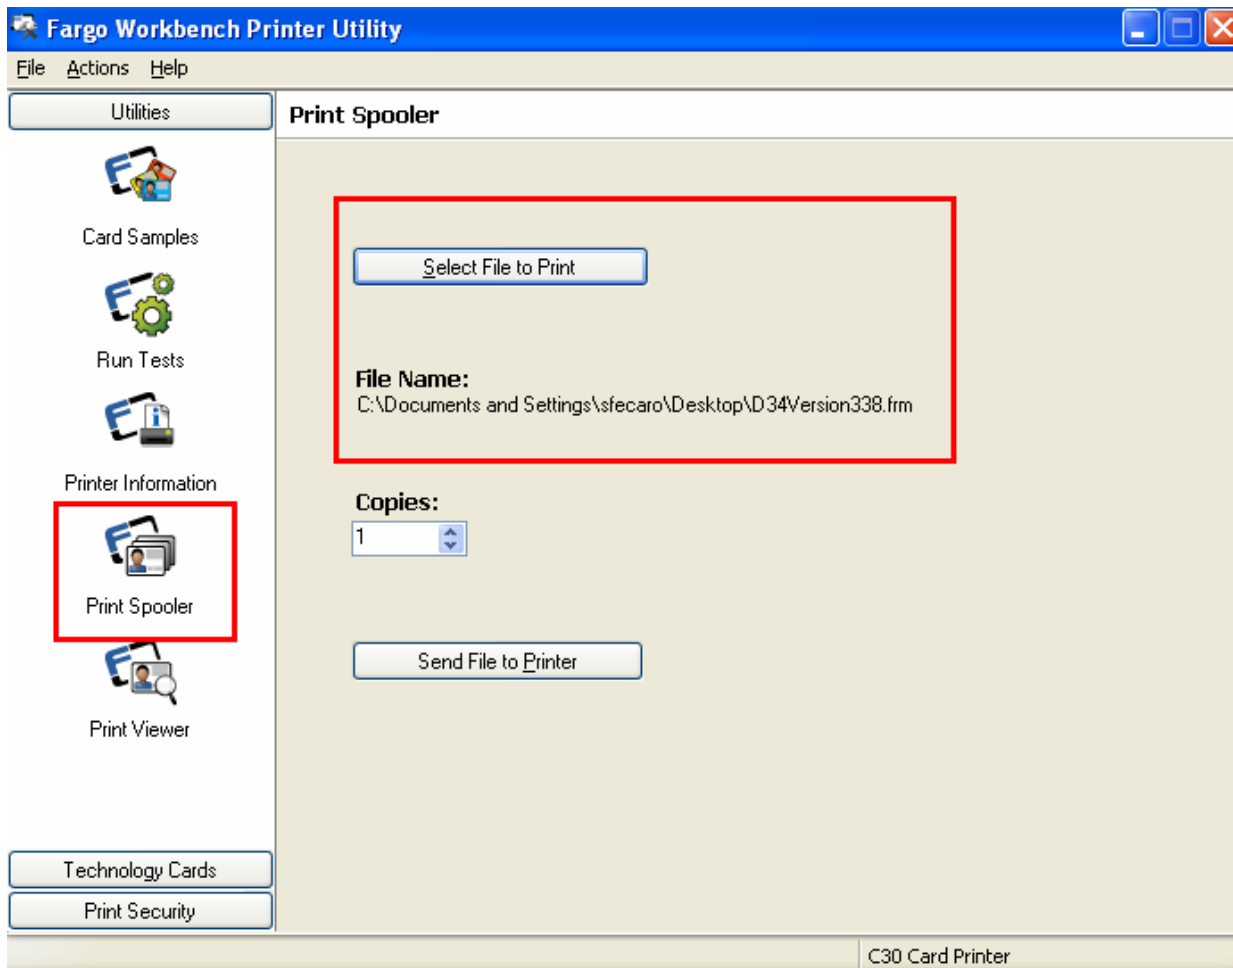 Fargo Workbench Printer Utility
File Actions Help
Utilities
Print Spooler
Card Samples
Select File to Print
Run Tests
File Name:
C:\Documents and Settings\sfecaro\Desktop\D34Version338.frm
Printer Information
Copies:
1
Print Spooler
Send File to Printer
Print Viewer
Technology Cards
Print Security
C30 Card Printer